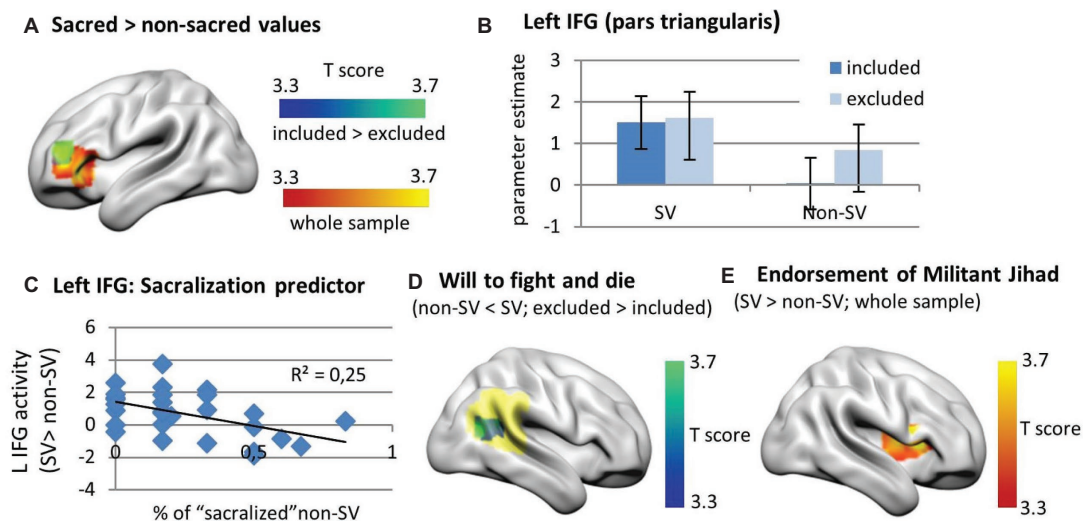 A Sacred > non-sacred values
T score
3.3 3.7
included > excluded
3.3 3.7
whole sample
B Left IFG (pars triangularis)
parameter estimate
3
2
1
0
-1
included
excluded
SV Non-SV
C Left IFG: Sacralization predictor
L IFG activity
(SV> non-SV)
6
4
2
0
-2
-4
R² = 0,25
0 0,5 1
% of “sacralized”non-SV
D Will to fight and die
(non-SV < SV; excluded > included)
3.7
T score
3.3
E Endorsement of Militant Jihad
(SV > non-SV; whole sample)
3.7
T score
3.3